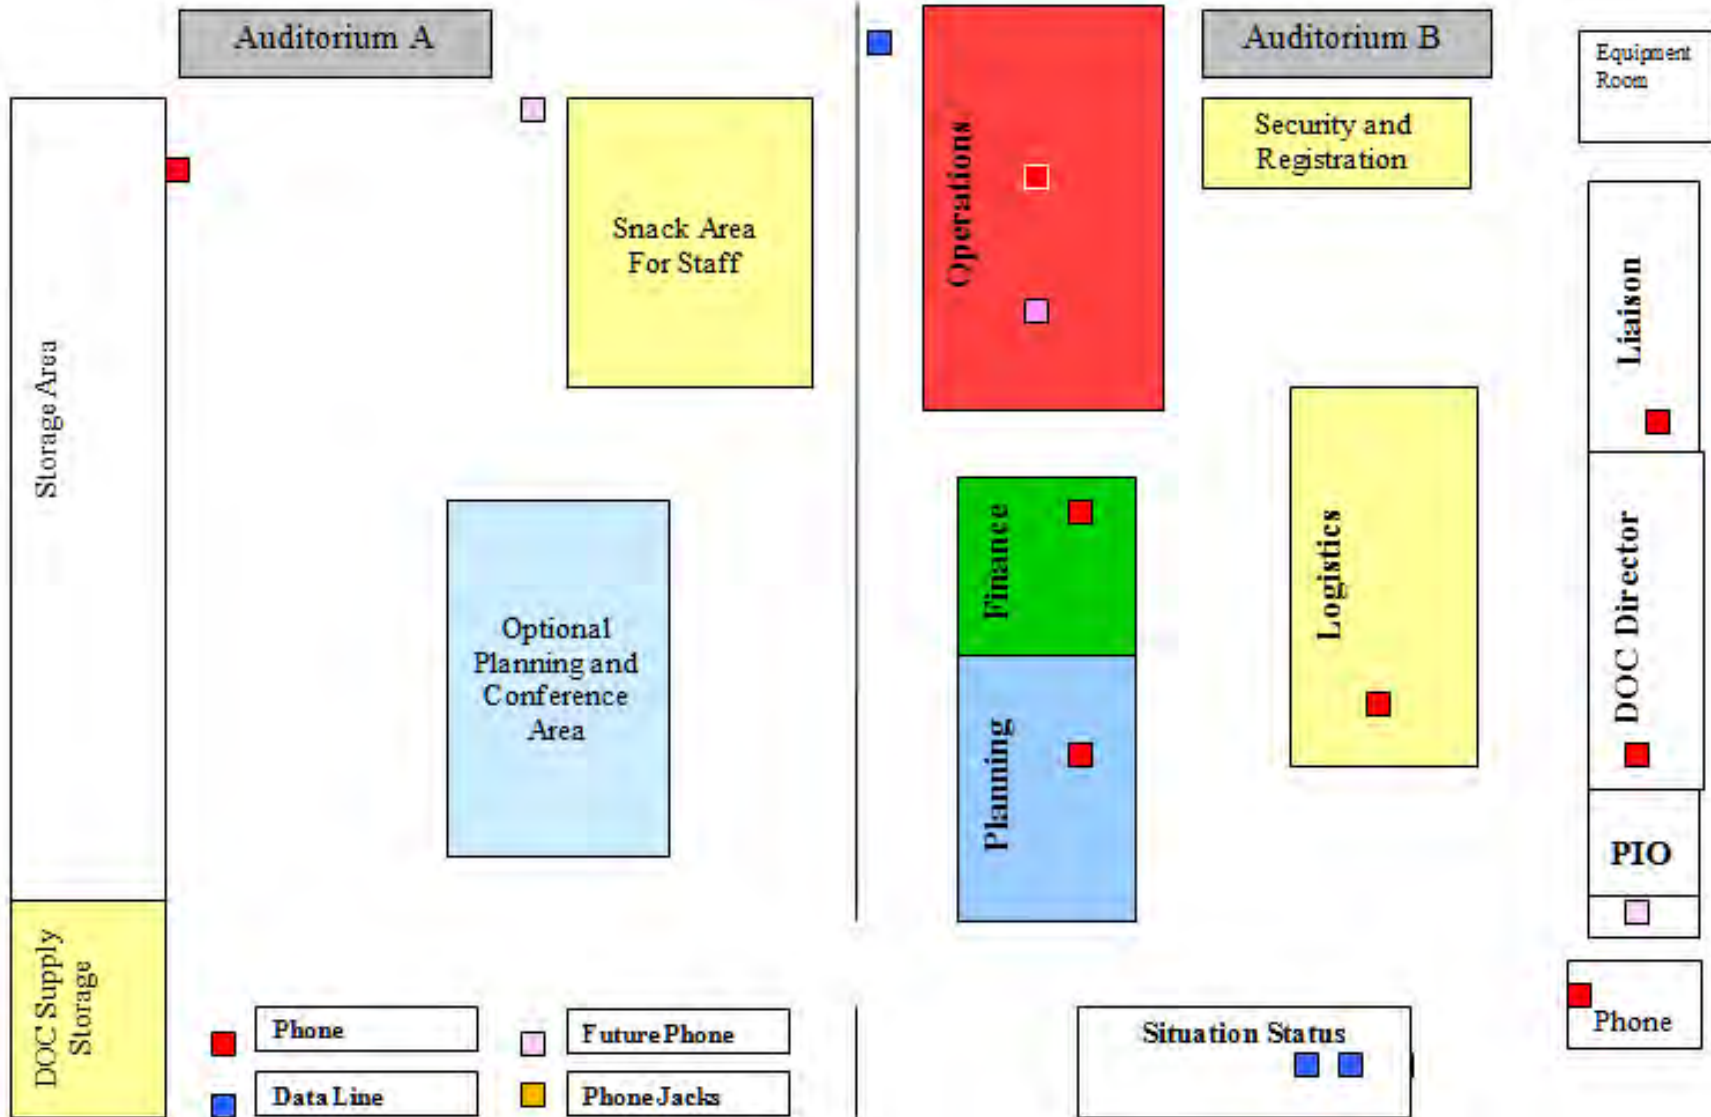 Auditorium A
Auditorium B
Equipment
Room
Security and
Registration
Operations
Snack Area
For Staff
Liaison
Storage Area
Finance
Logistics
DOC Director
Optional
Planning and
Conference
Area
Planning
PIO
DOC Supply
Storage
Phone
Future Phone
Situation Status
Phone
Data Line
Phone Jacks